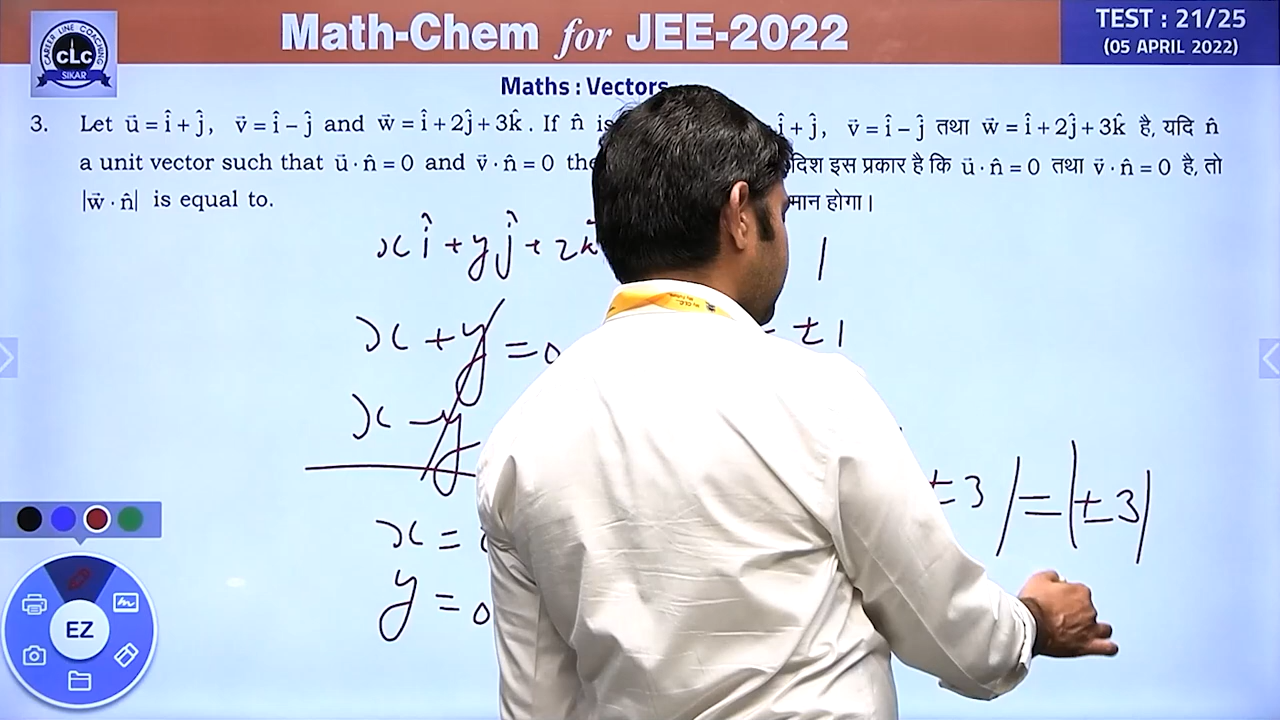 CAREER LINE COACHING
CLC
SIKAR
Math-Chem for JEE-2022
TEST : 21/25
(05 APRIL 2022)
Maths : Vectors
3. Let u⃗ = î + ĵ, v⃗ = î − ĵ and w⃗ = î + 2ĵ + 3k̂. If n̂ is
a unit vector such that u⃗ · n̂ = 0 and v⃗ · n̂ = 0
|w⃗ · n̂| is equal to.
î + ĵ, v⃗ = î − ĵ तथा w⃗ = î + 2ĵ + 3k̂ है, यदि n̂
इस प्रकार है कि u⃗ · n̂ = 0 तथा v⃗ · n̂ = 0 है, तो
मान होगा।
xî + yĵ + zk̂
1
x + y = 0
= ±1
x − y
±3| = |±3|
x =
y = 0
EZ